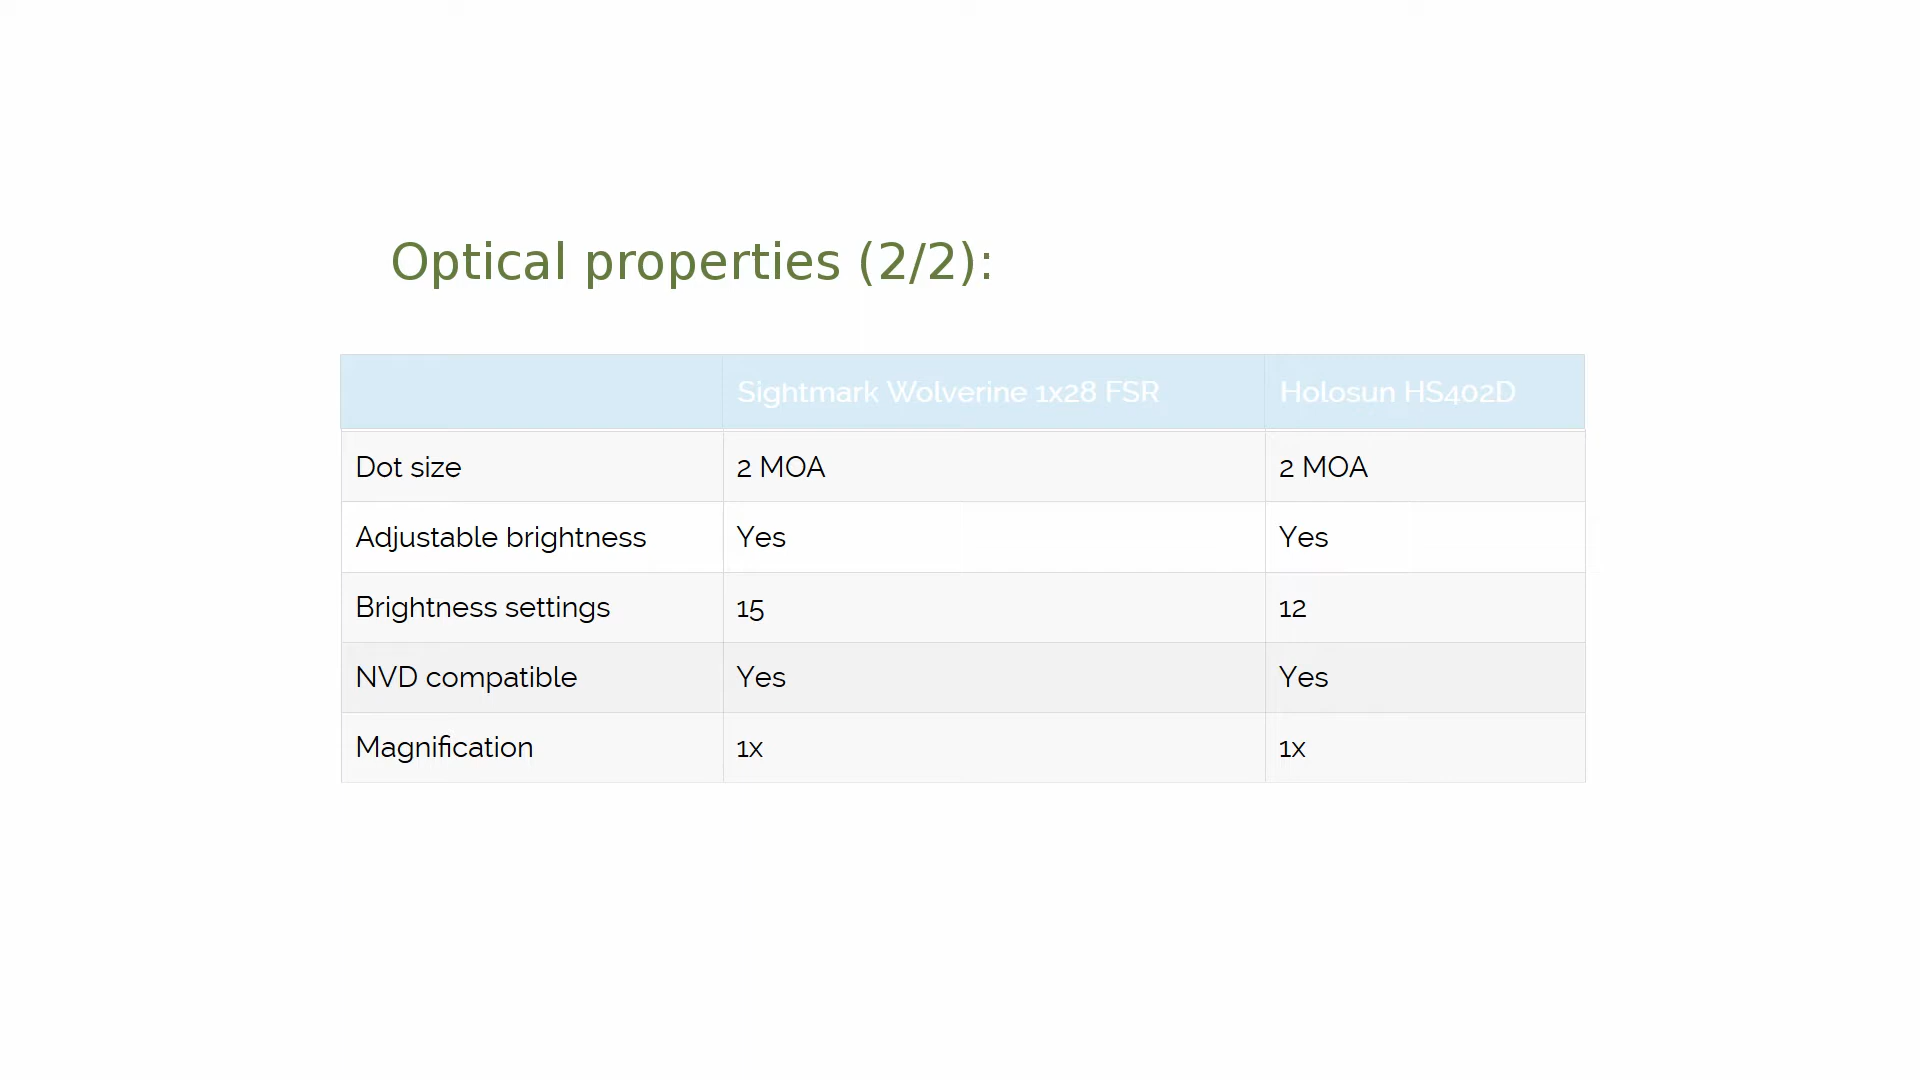 Optical properties (2/2):
Sightmark Wolverine 1x28 FSR Holosun HS402D
Dot size 2 MOA 2 MOA
Adjustable brightness Yes Yes
Brightness settings 15 12
NVD compatible Yes Yes
Magnification 1x 1x